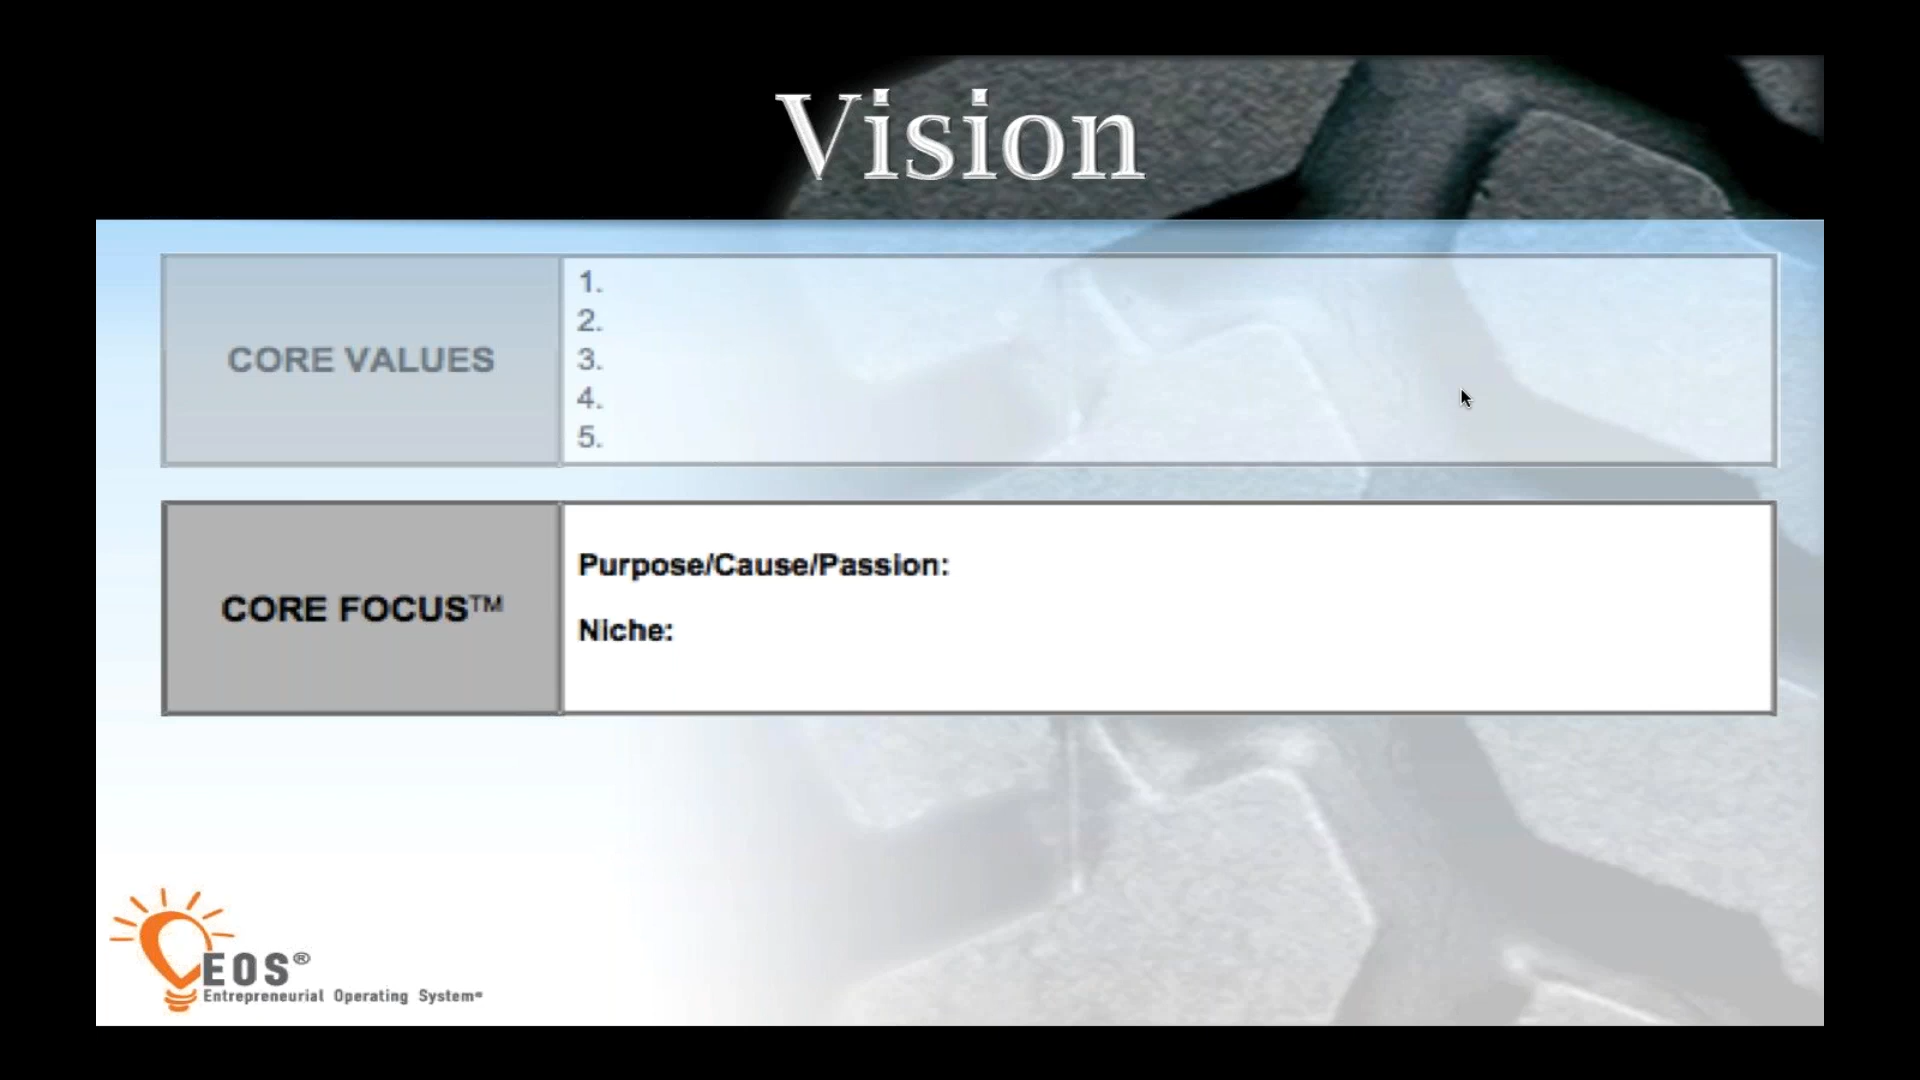 Vision
CORE VALUES
1.
2.
3.
4.
5.
CORE FOCUS™
Purpose/Cause/Passion:
Niche:
EOS®
Entrepreneurial Operating System®